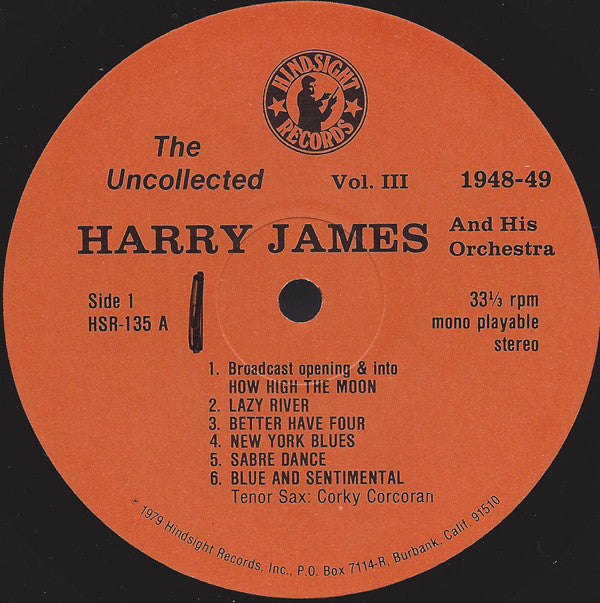 HINDSIGHT
RECORDS
The
Uncollected
Vol. III
1948-49
HARRY JAMES
And His
Orchestra
Side 1
HSR-135 A
33⅓ rpm
mono playable
stereo
1. Broadcast opening & into
HOW HIGH THE MOON
2. LAZY RIVER
3. BETTER HAVE FOUR
4. NEW YORK BLUES
5. SABRE DANCE
6. BLUE AND SENTIMENTAL
Tenor Sax: Corky Corcoran
℗ 1979 Hindsight Records, Inc., P.O. Box 7114-R, Burbank, Calif. 91510